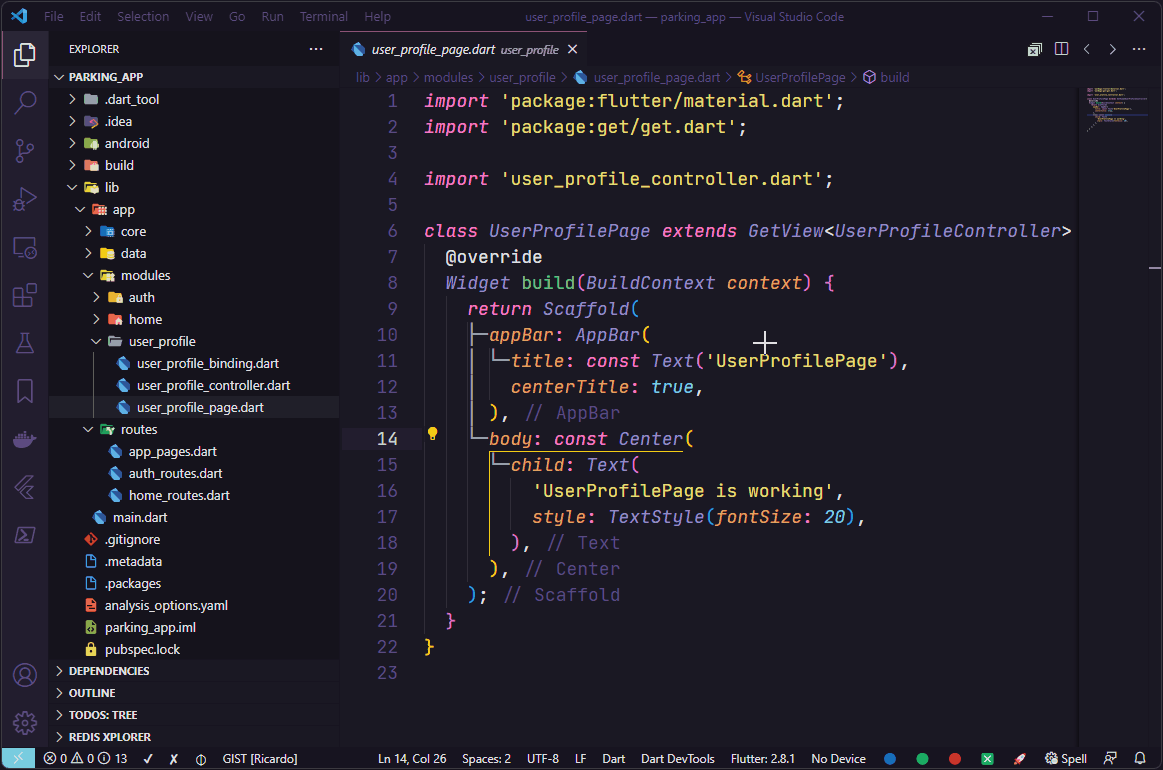 File Edit Selection View Go Run Terminal Help user_profile_page.dart — parking_app — Visual Studio Code
EXPLORER
PARKING_APP
.dart_tool
.idea
android
build
lib
app
core
data
modules
auth
home
user_profile
user_profile_binding.dart
user_profile_controller.dart
user_profile_page.dart
routes
app_pages.dart
auth_routes.dart
home_routes.dart
main.dart
.gitignore
.metadata
.packages
analysis_options.yaml
parking_app.iml
pubspec.lock
DEPENDENCIES
OUTLINE
TODOS: TREE
REDIS XPLORER
user_profile_page.dart user_profile
lib > app > modules > user_profile > user_profile_page.dart > UserProfilePage > build
1 import 'package:flutter/material.dart';
2 import 'package:get/get.dart';
3
4 import 'user_profile_controller.dart';
5
6 class UserProfilePage extends GetView<UserProfileController>
7 @override
8 Widget build(BuildContext context) {
9 return Scaffold(
10 appBar: AppBar(
11 title: const Text('UserProfilePage'),
12 centerTitle: true,
13 ), // AppBar
14 body: const Center(
15 child: Text(
16 'UserProfilePage is working',
17 style: TextStyle(fontSize: 20),
18 ), // Text
19 ), // Center
20 ); // Scaffold
21 }
22 }
23
0 0 13 GIST [Ricardo] Ln 14, Col 26 Spaces: 2 UTF-8 LF Dart Dart DevTools Flutter: 2.8.1 No Device Spell